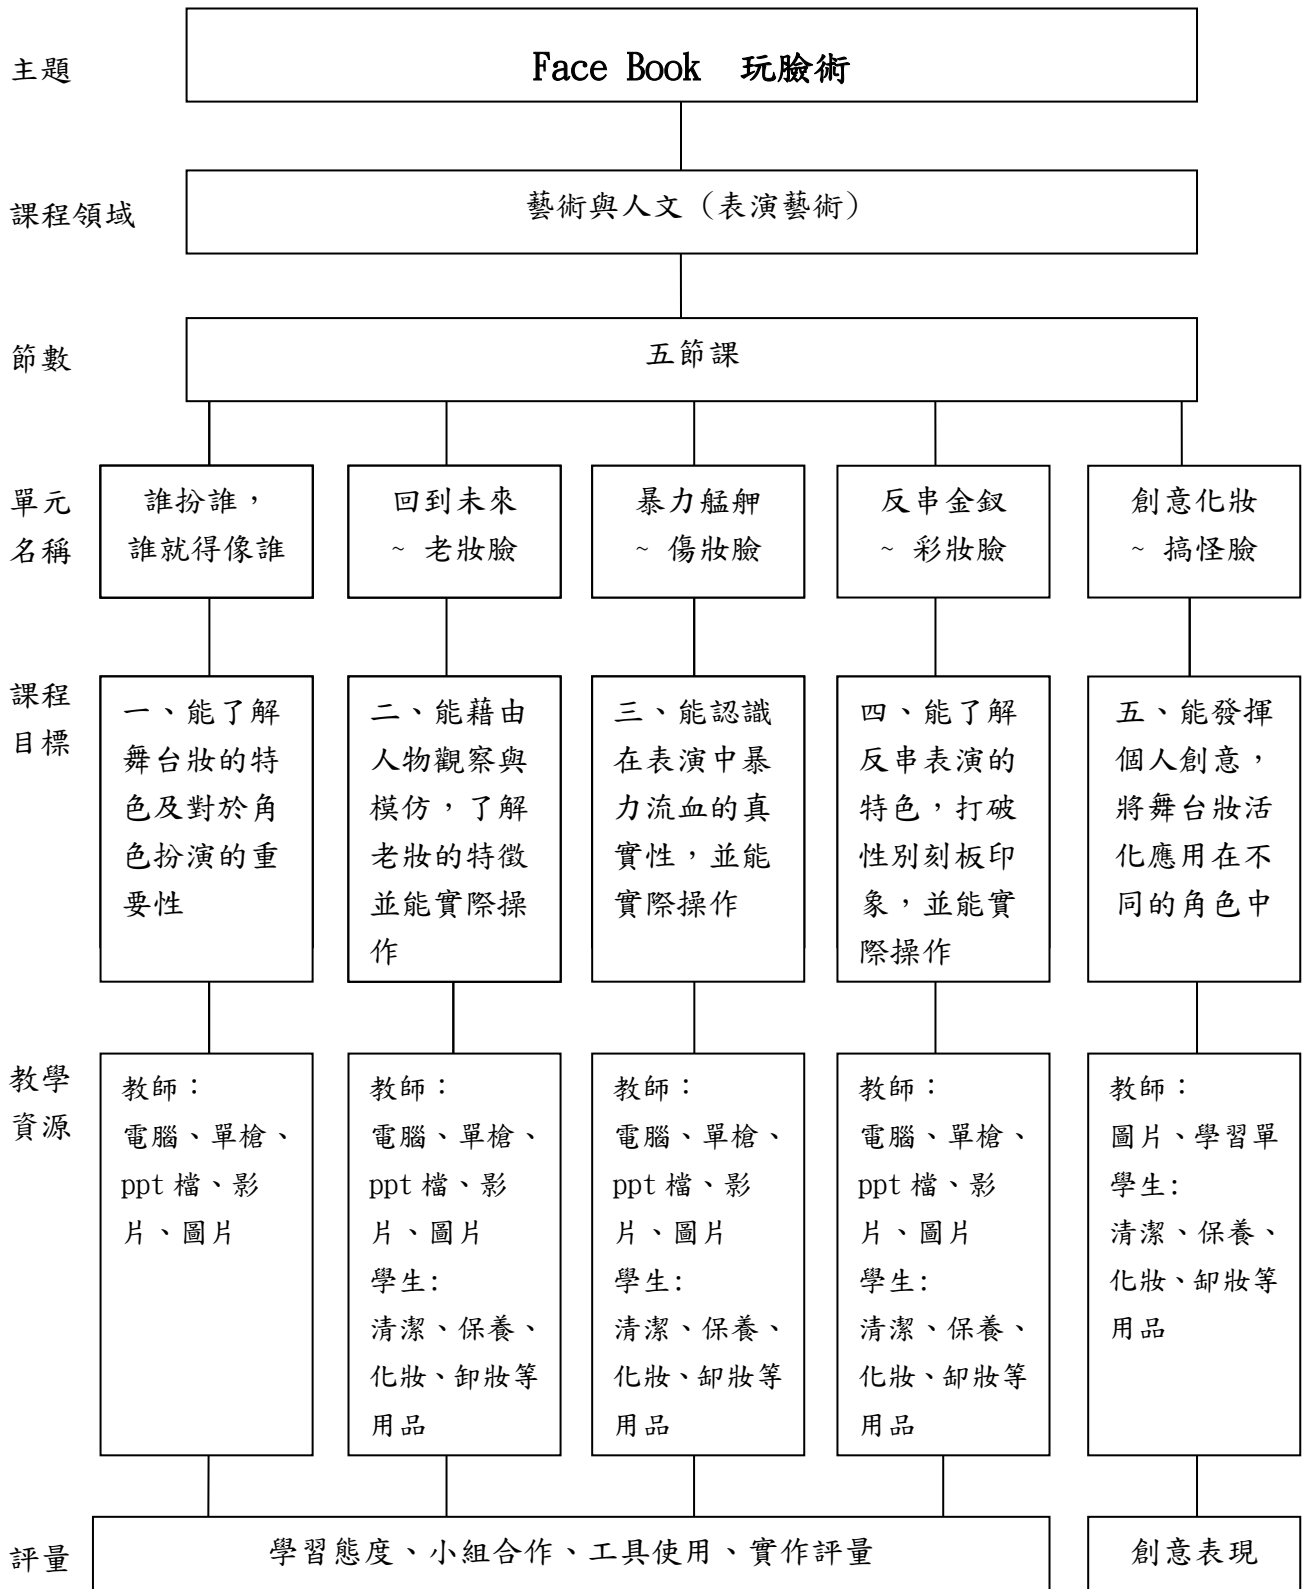 主題
Face Book 玩臉術
課程領域
藝術與人文（表演藝術）
節數
五節課
單元
名稱
誰扮誰，
誰就得像誰
回到未來
~ 老妝臉
暴力艋舺
~ 傷妝臉
反串金釵
~ 彩妝臉
創意化妝
~ 搞怪臉
課程
目標
一、能了解
舞台妝的特
色及對於角
色扮演的重
要性
二、能藉由
人物觀察與
模仿，了解
老妝的特徵
並能實際操
作
三、能認識
在表演中暴
力流血的真
實性，並能
實際操作
四、能了解
反串表演的
特色，打破
性別刻板印
象，並能實
際操作
五、能發揮
個人創意，
將舞台妝活
化應用在不
同的角色中
教學
資源
教師：
電腦、單槍、
ppt 檔、影
片、圖片
教師：
電腦、單槍、
ppt 檔、影
片、圖片
學生:
清潔、保養、
化妝、卸妝等
用品
教師：
電腦、單槍、
ppt 檔、影
片、圖片
學生:
清潔、保養、
化妝、卸妝等
用品
教師：
電腦、單槍、
ppt 檔、影
片、圖片
學生:
清潔、保養、
化妝、卸妝等
用品
教師：
圖片、學習單
學生:
清潔、保養、
化妝、卸妝等
用品
評量
學習態度、小組合作、工具使用、實作評量
創意表現